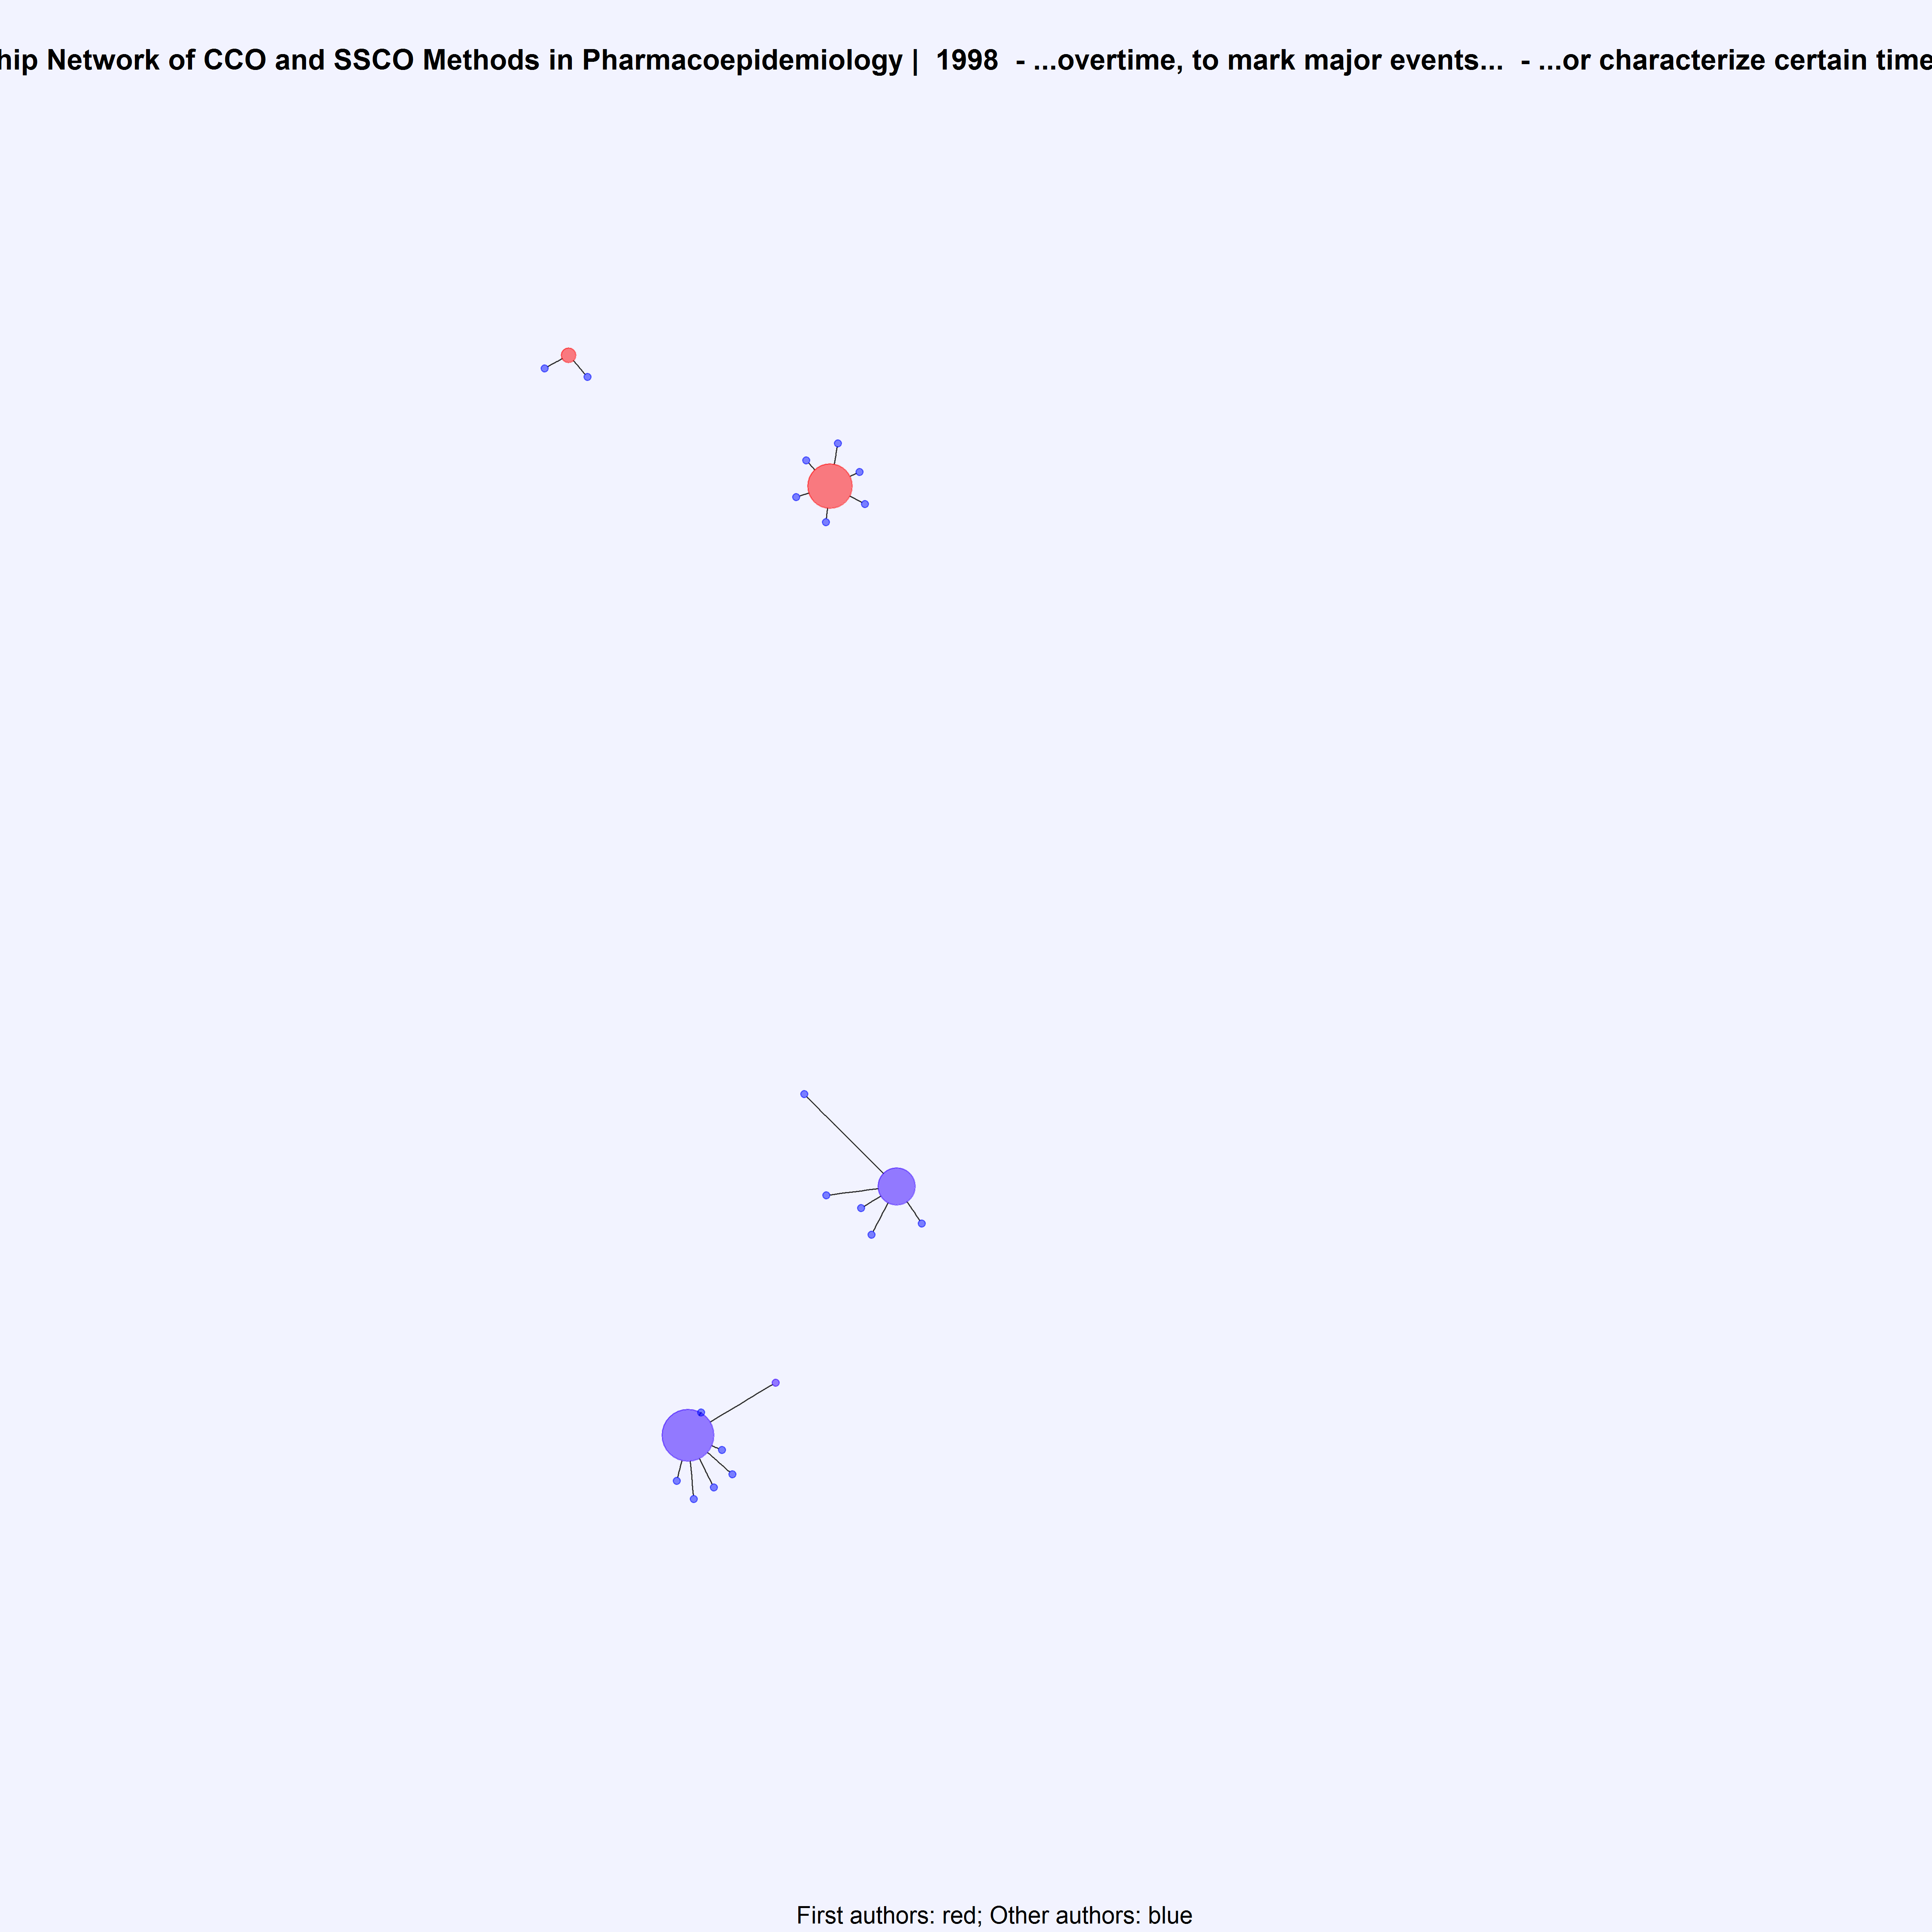 hip Network of CCO and SSCO Methods in Pharmacoepidemiology | 1998 - ...overtime, to mark major events... - ...or characterize certain time
First authors: red; Other authors: blue